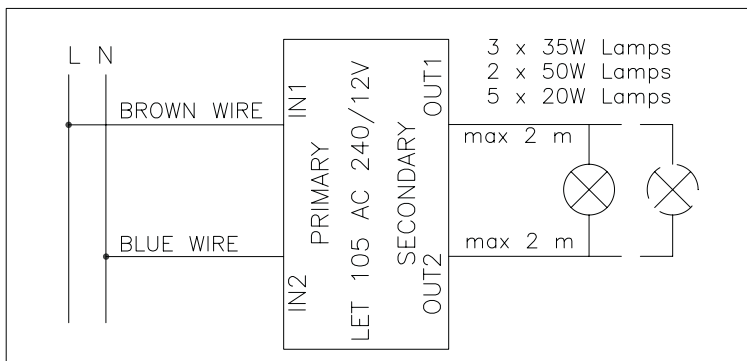 L N
BROWN WIRE
BLUE WIRE
IN1
IN2
PRIMARY
LET 105 AC 240/12V
SECONDARY
OUT1
OUT2
3 x 35W Lamps
2 x 50W Lamps
5 x 20W Lamps
max 2 m
max 2 m